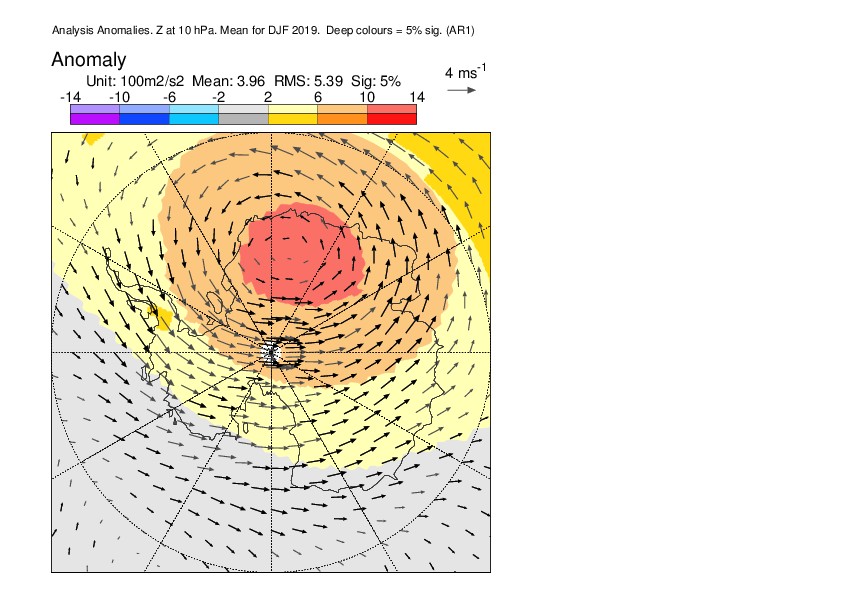 Analysis Anomalies. Z at 10 hPa. Mean for DJF 2019. Deep colours = 5% sig. (AR1)
Anomaly
4 ms-1
Unit: 100m2/s2 Mean: 3.96 RMS: 5.39 Sig: 5%
-14 -10 -6 -2 2 6 10 14